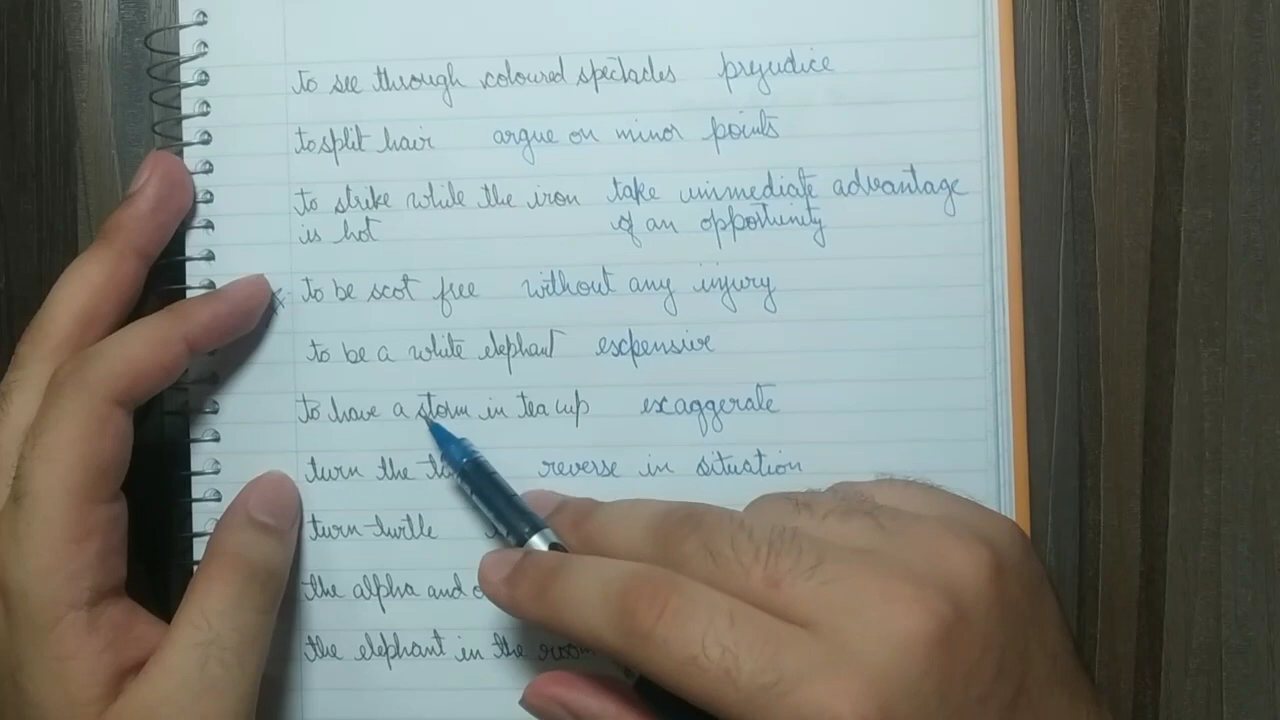 to see through coloured spectacles prejudice
to split hair argue on minor points
to strike while the iron take immediate advantage
is hot of an opportunity
x to be scot free without any injury
to be a white elephant expensive
to have a storm in tea cup exaggerate
turn the reverse in situation
turn turtle
the alpha and
the elephant in the room